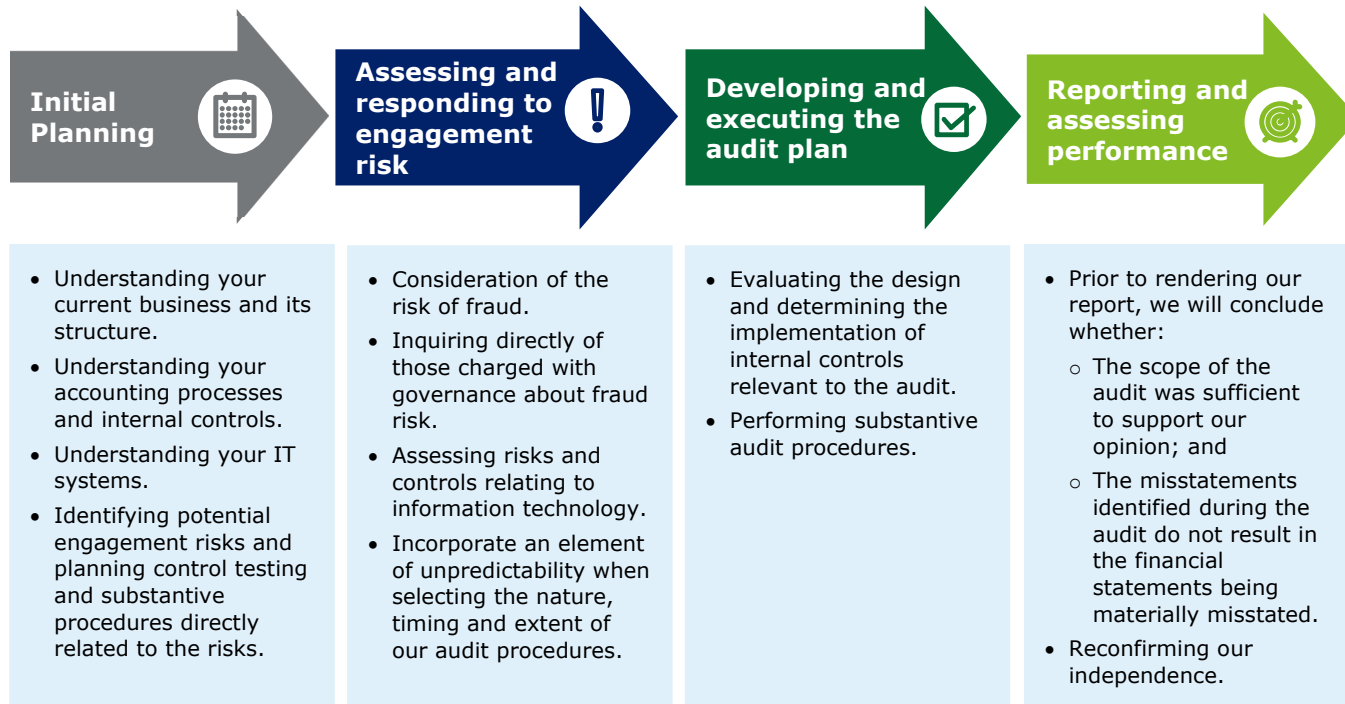 Initial
Planning
Assessing and
responding to
engagement
risk
Developing and
executing the
audit plan
Reporting and
assessing
performance
• Understanding your
current business and its
structure.
• Understanding your
accounting processes
and internal controls.
• Understanding your IT
systems.
• Identifying potential
engagement risks and
planning control testing
and substantive
procedures directly
related to the risks.
• Consideration of the
risk of fraud.
• Inquiring directly of
those charged with
governance about fraud
risk.
• Assessing risks and
controls relating to
information technology.
• Incorporate an element
of unpredictability when
selecting the nature,
timing and extent of
our audit procedures.
• Evaluating the design
and determining the
implementation of
internal controls
relevant to the audit.
• Performing substantive
audit procedures.
• Prior to rendering our
report, we will conclude
whether:
o The scope of the
audit was sufficient
to support our
opinion; and
o The misstatements
identified during the
audit do not result in
the financial
statements being
materially misstated.
• Reconfirming our
independence.